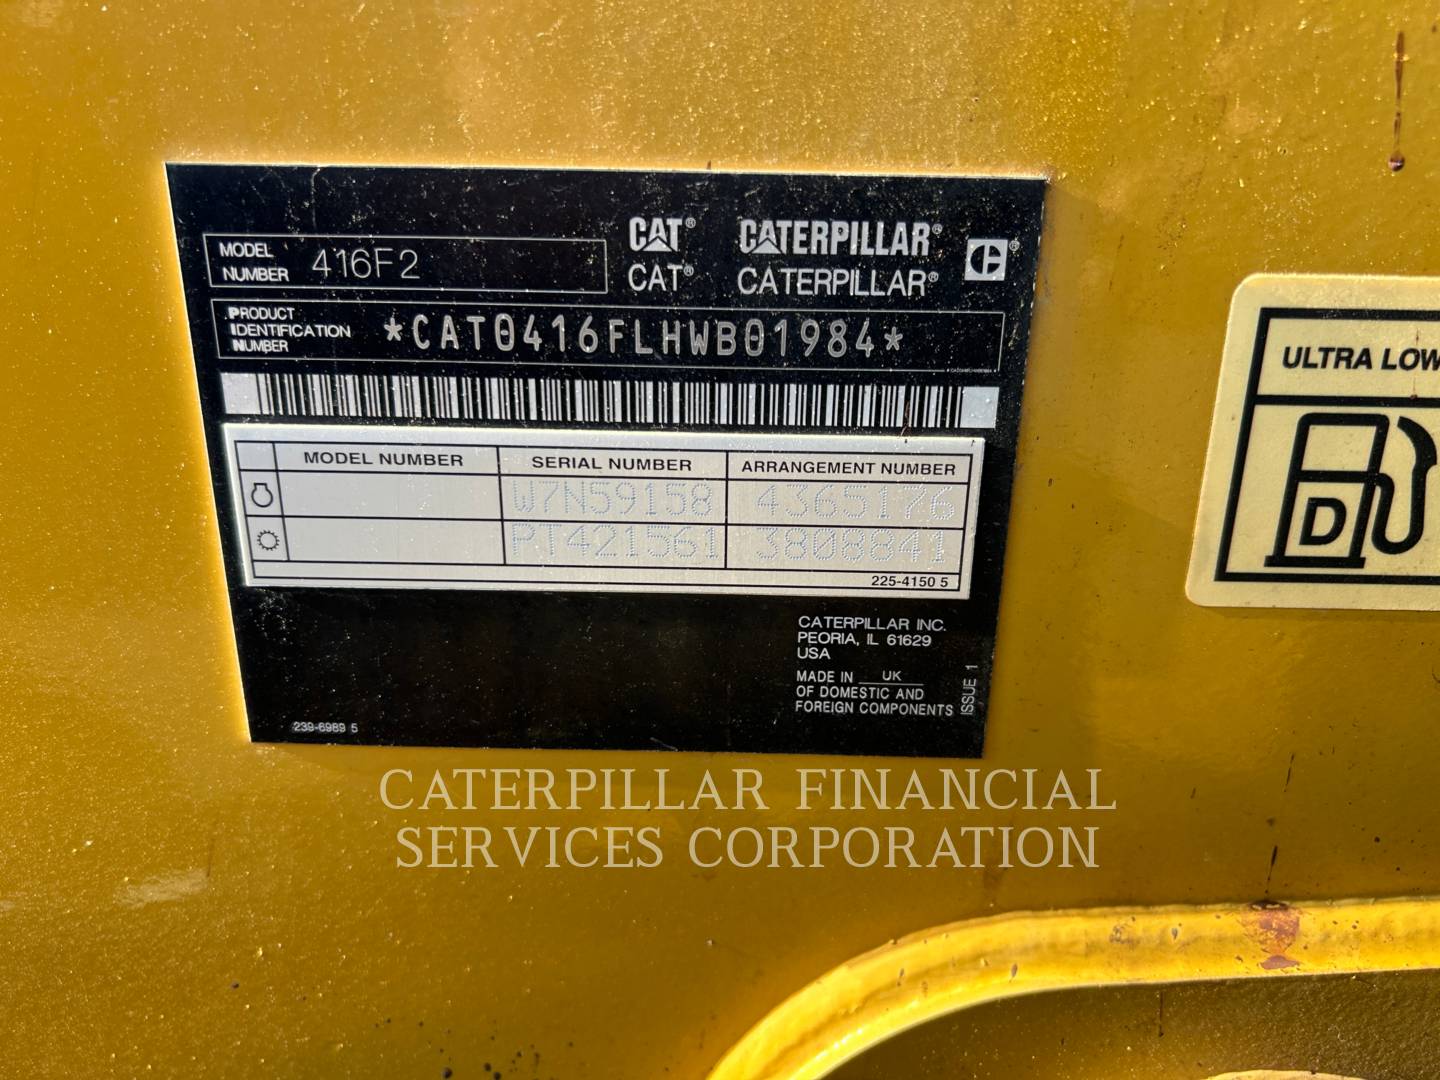 MODEL
NUMBER 416F2
CAT® CATERPILLAR®
CAT® CATERPILLAR®
PRODUCT
IDENTIFICATION
NUMBER
*CAT0416FLHWB01984*
MODEL NUMBER SERIAL NUMBER ARRANGEMENT NUMBER
W7N59158 4365176
PT421561 3808841
225-4150 5
CATERPILLAR INC.
PEORIA, IL 61629
USA
MADE IN UK
OF DOMESTIC AND
FOREIGN COMPONENTS
ISSUE 1
239-6989 5
ULTRA LOW
D
CATERPILLAR FINANCIAL
SERVICES CORPORATION